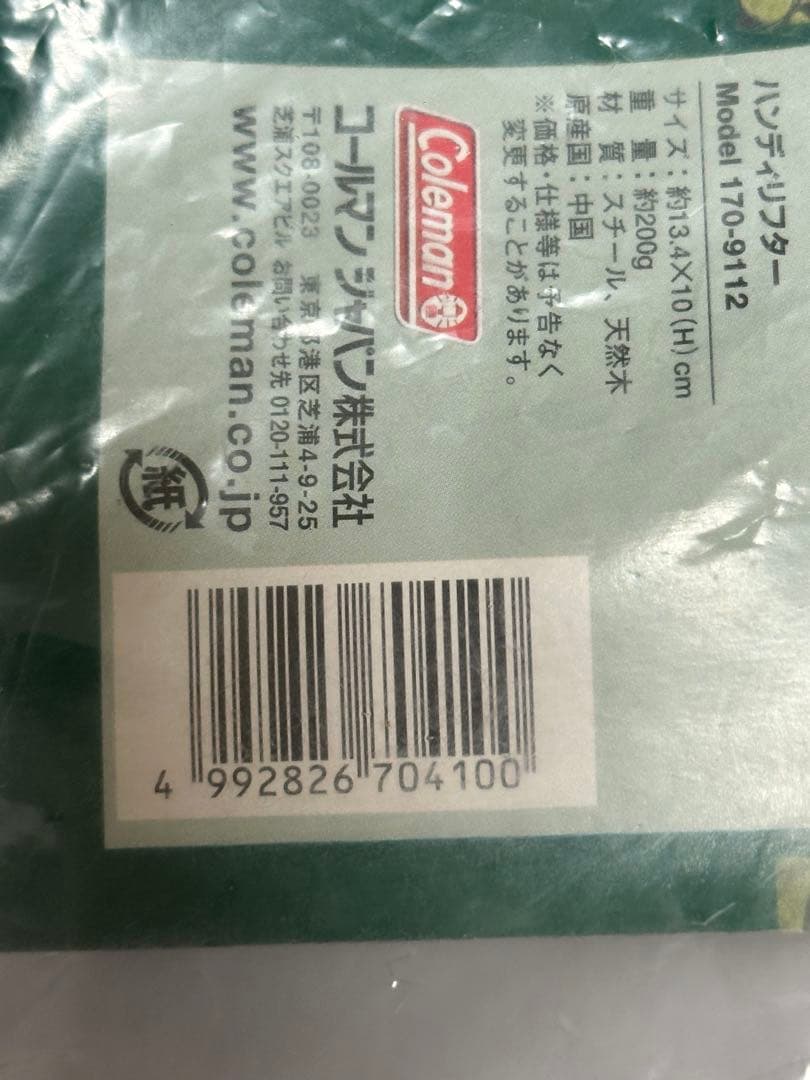 ハンディリフター
Model 170-9112
サイズ：約13.4X10(H)cm
重 量：約200g
材 質：スチール、天然木
原産国：中国
※価格・仕様等は予告なく
変更することがあります。
Coleman
コールマン ジャパン株式会社
〒108-0023 東京都港区芝浦4-9-25
芝浦スクエアビル お問い合わせ先 0120-111-957
www.coleman.co.jp
紙
4 992826 704100